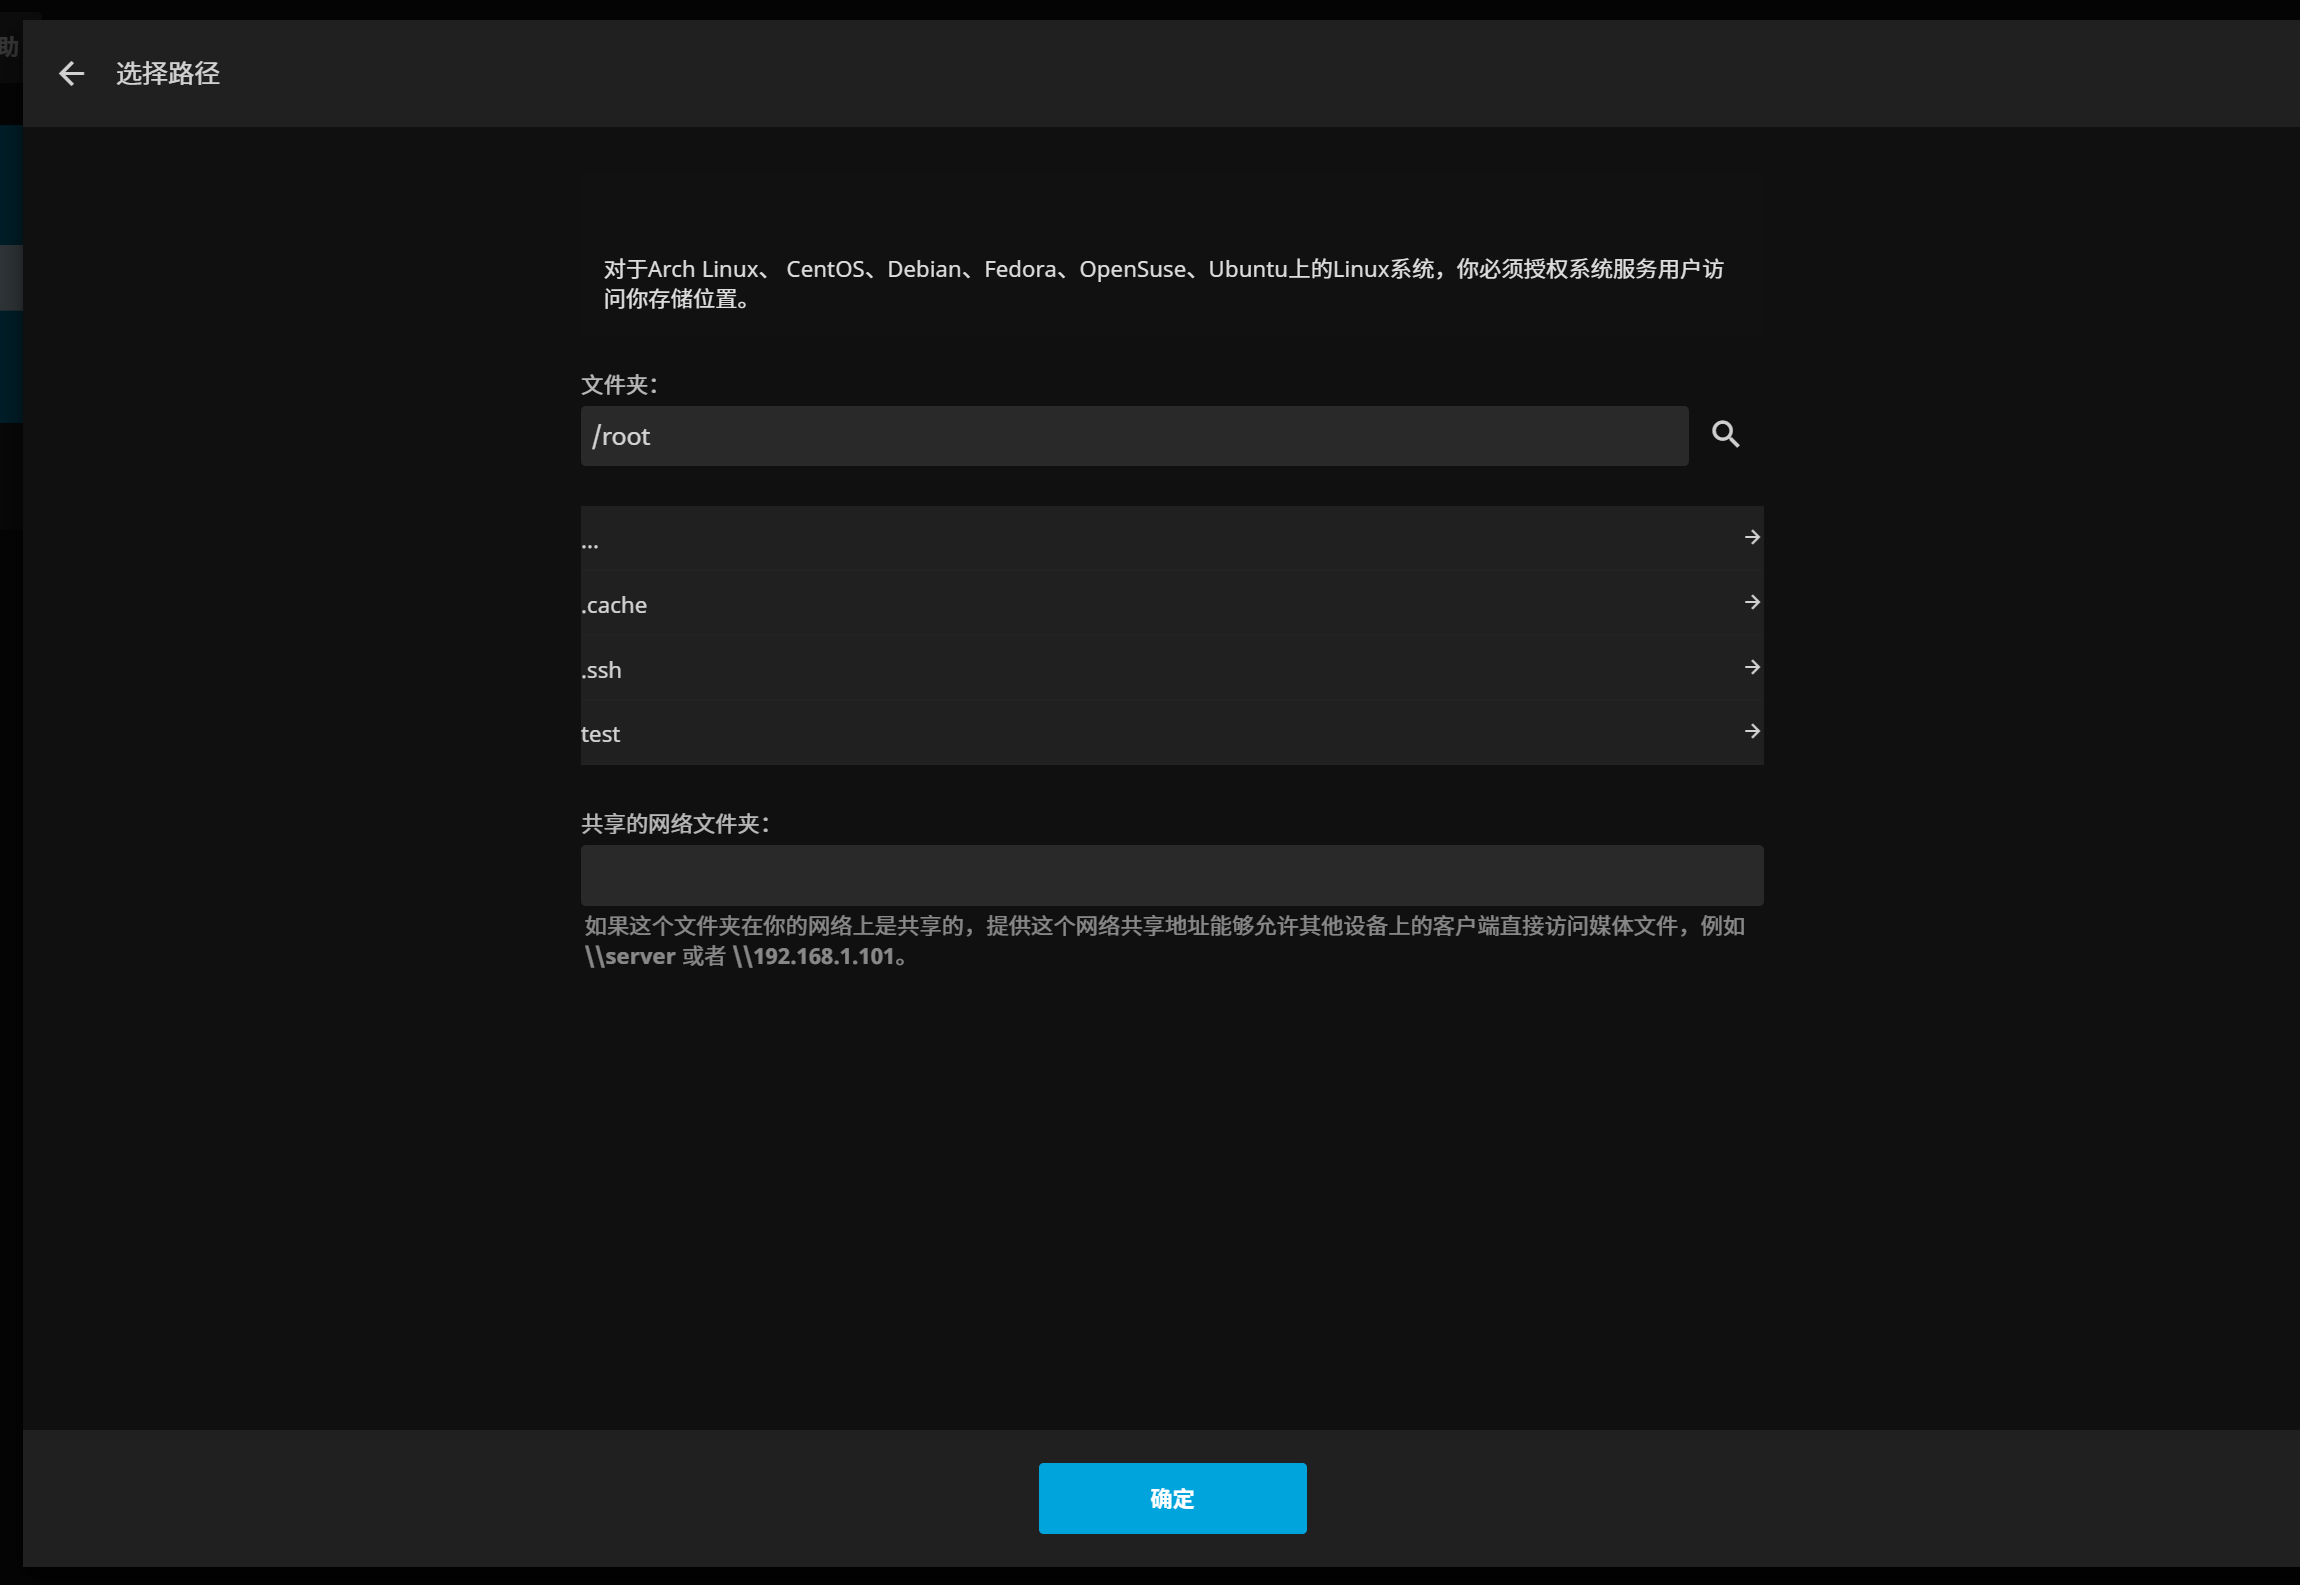 助
选择路径
对于Arch Linux、 CentOS、Debian、Fedora、OpenSuse、Ubuntu上的Linux系统，你必须授权系统服务用户访
问你存储位置。
文件夹：
/root
...
.cache
.ssh
test
共享的网络文件夹：
如果这个文件夹在你的网络上是共享的，提供这个网络共享地址能够允许其他设备上的客户端直接访问媒体文件，例如
\\server 或者 \\192.168.1.101。
确定